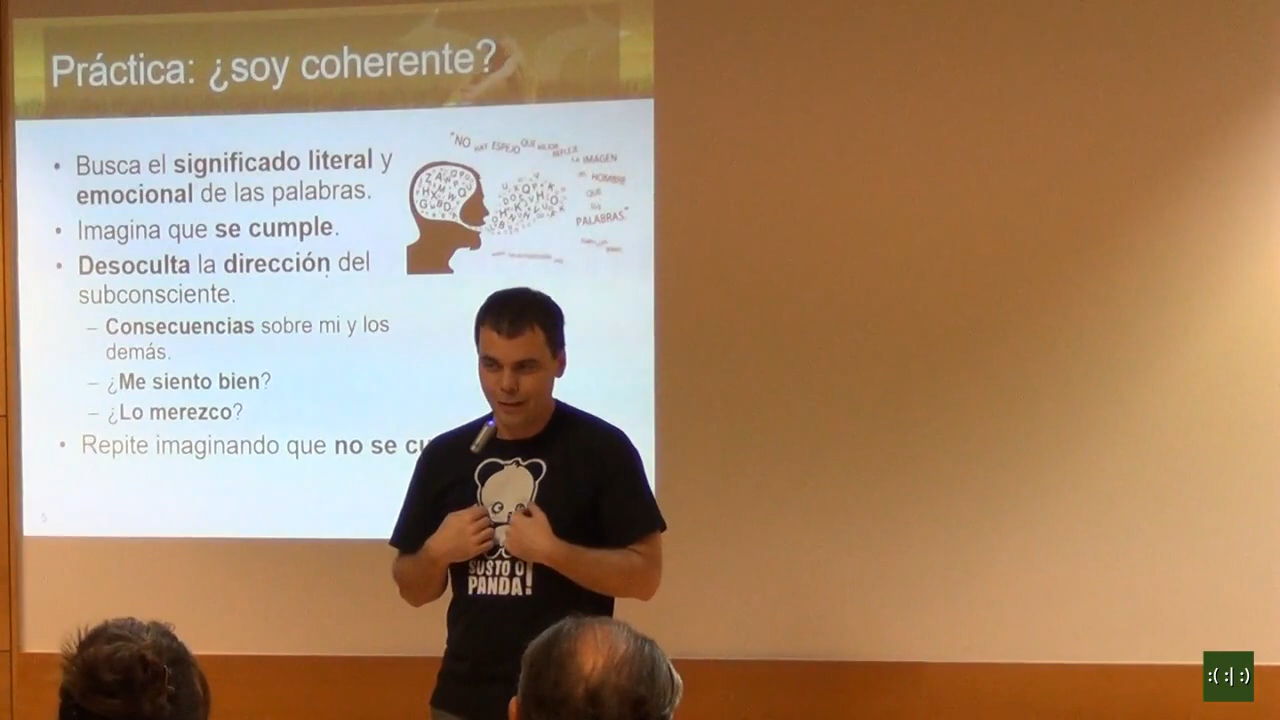 Práctica: ¿soy coherente?
• Busca el significado literal y
emocional de las palabras.
• Imagina que se cumple.
• Desoculta la dirección del
subconsciente.
– Consecuencias sobre mi y los
demás.
– ¿Me siento bien?
– ¿Lo merezco?
• Repite imaginando que no se cu
5
"NO HAY ESPEJO QUE MEJOR
REFLEJE
LA IMAGEN
HOMBRE
QUE
SUS
PALABRAS."
SUSTO O
PANDA!
:( :| :)